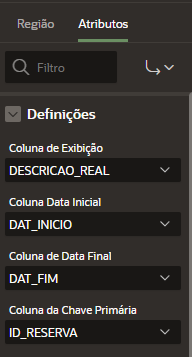 Região
Atributos
Filtro
Definições
Coluna de Exibição
DESCRICAO_REAL
Coluna Data Inicial
DAT_INICIO
Coluna de Data Final
DAT_FIM
Coluna da Chave Primária
ID_RESERVA